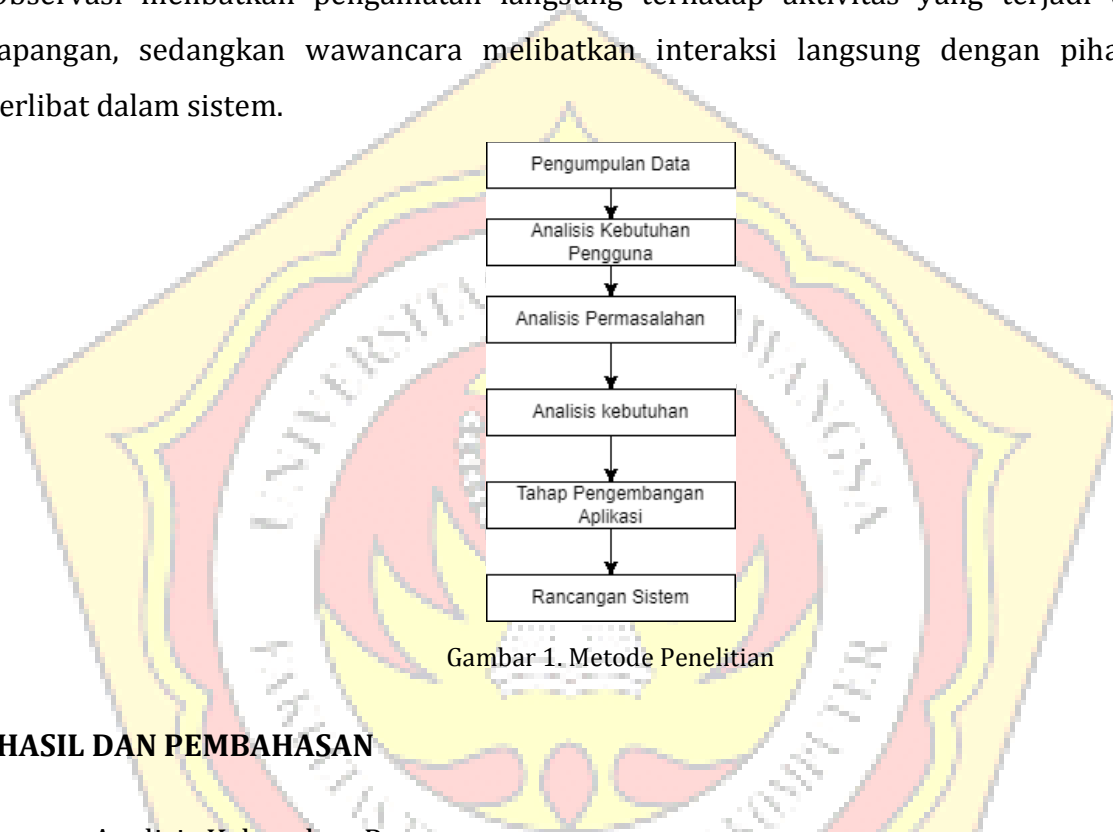 Observasi melibatkan pengamatan langsung terhadap aktivitas yang terjadi
lapangan, sedangkan wawancara melibatkan interaksi langsung dengan
terlibat dalam sistem.
Pengumpulan Data
Analisis Kebutuhan
Pengguna
Analisis Permasalahan
Analisis kebutuhan
Tahap Pengembangan
Aplikasi
Rancangan Sistem
Gambar 1. Metode Penelitian
HASIL DAN PEMBAHASAN